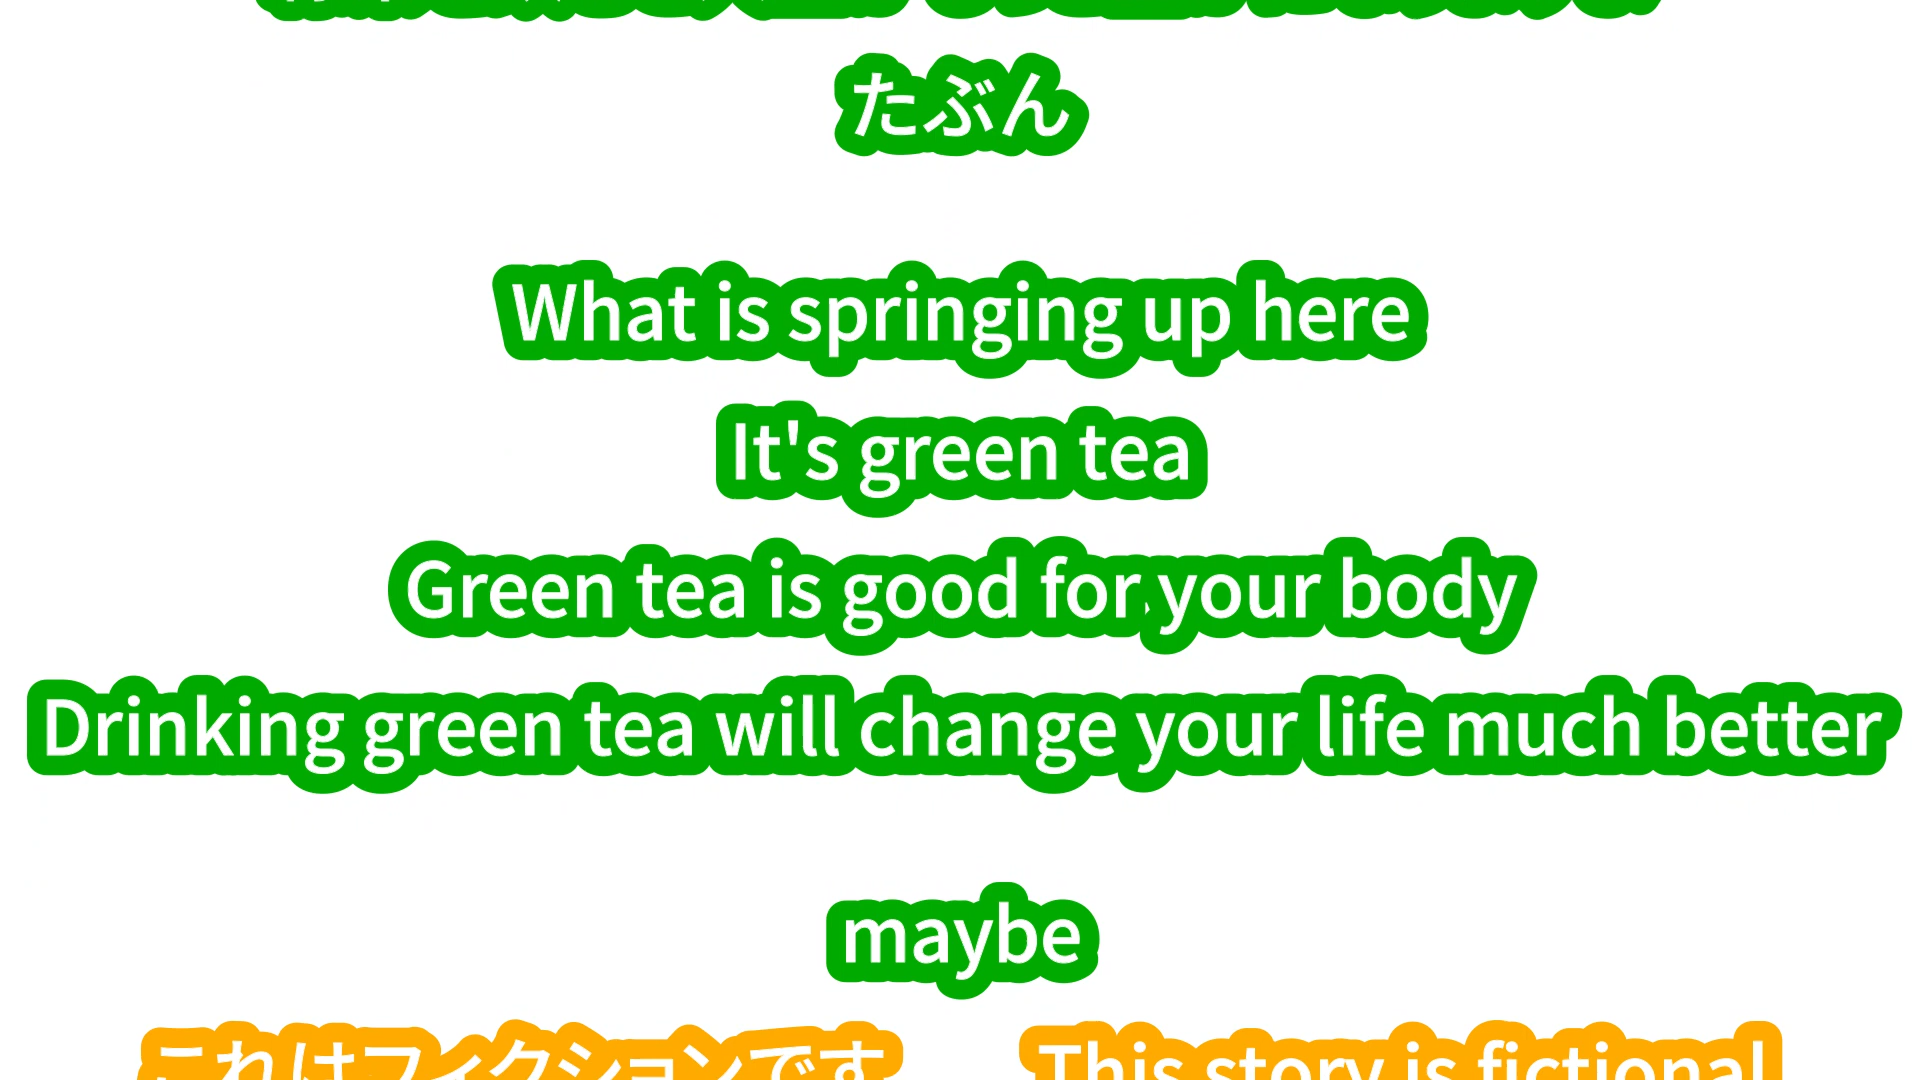 たぶん
What is springing up here
It's green tea
Green tea is good for your body
Drinking green tea will change your life much better
maybe
これはフィクションです This story is fictional